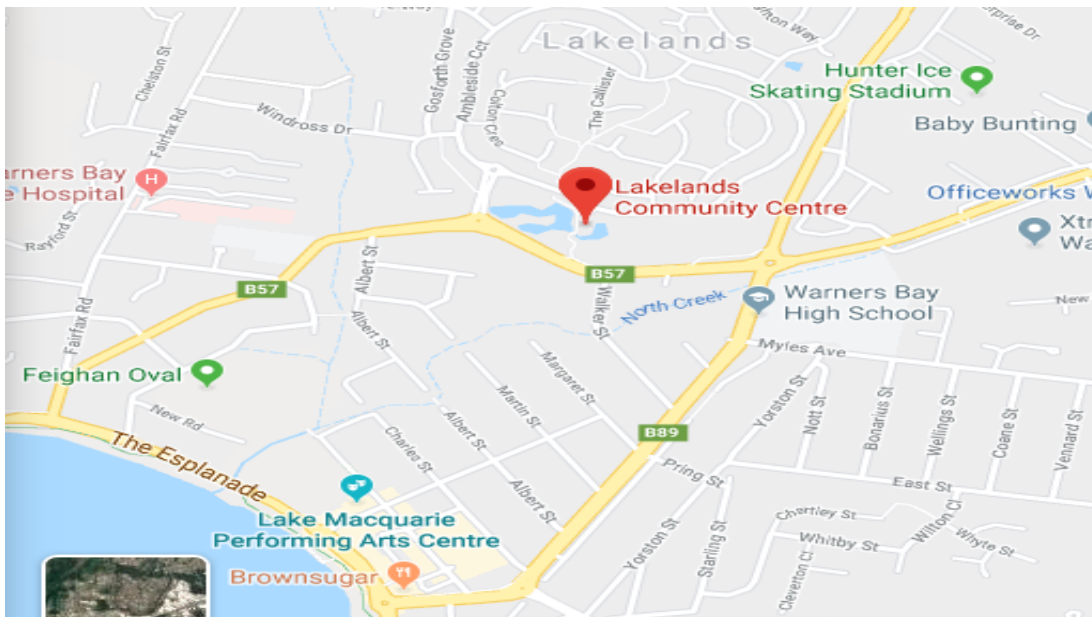 Lakelands
Chelston St
Fairfax Rd
Windross Dr
Gosforth Grove
Ambleside Cct
Colton Cres
The Callister
Hunter Ice
Skating Stadium
Baby Bunting
Officeworks
Lakelands
Community Centre
Hospital
H
Rayford St
B57
Albert St
B57
Walker St
North Creek
Warners Bay
High School
Fairfax Rd
Albert St
Myles Ave
Feighan Oval
New Rd
The Esplanade
Charles St
Albert St
Martin St
Margaret St
B89
Pring St
Yorston St
Nott St
Bonarius St
Wellings St
Coane St
Vennard St
East St
Lake Macquarie
Performing Arts Centre
Albert St
Brownsugar
Yorston St
Starling St
Chartley St
Whitby St
Wilton Cl
Whyte St
Cleverton Cl
New